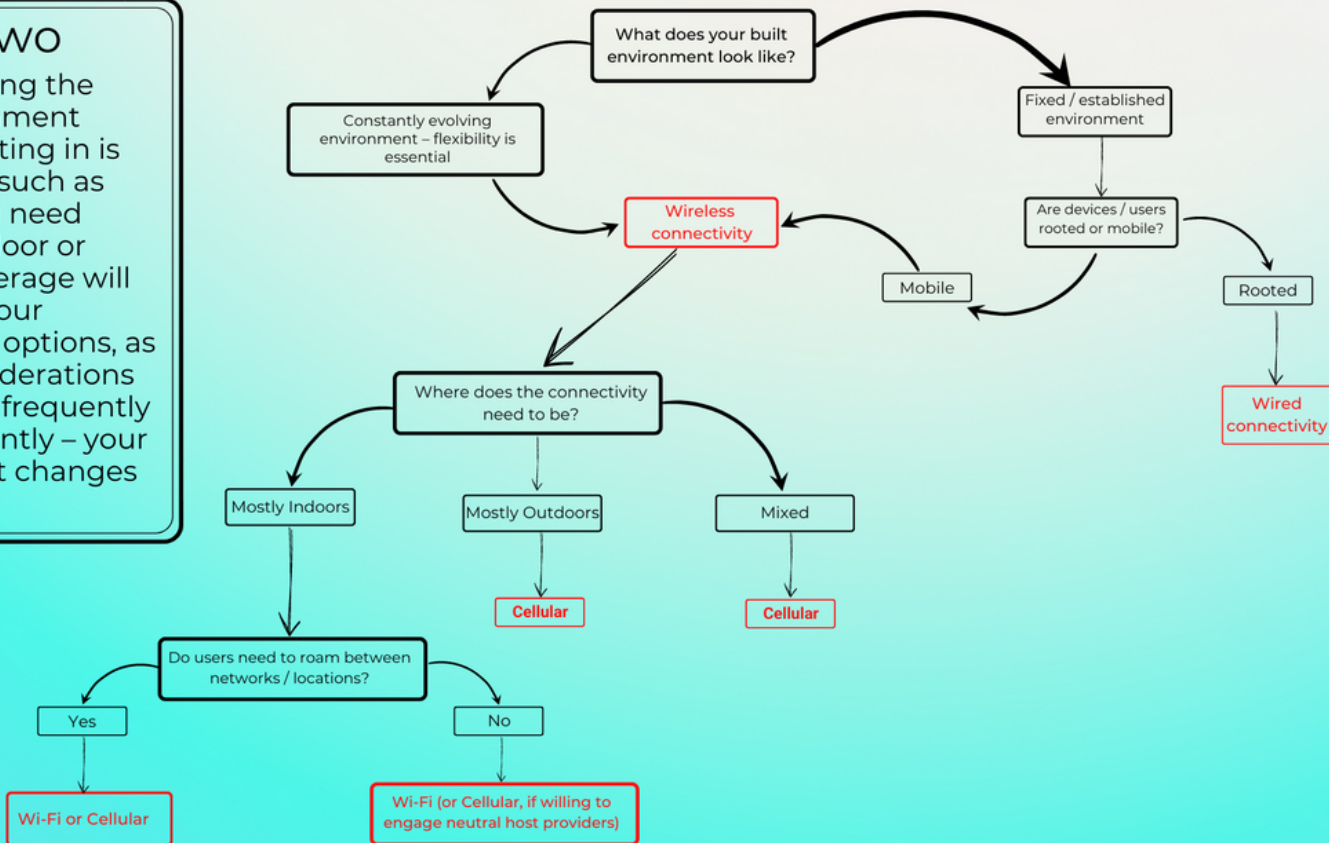 wo
ing the
ment
ting in is
such as
need
oor or
erage will
our
options, as
derations
frequently
ntly – your
t changes
What does your built
environment look like?
Constantly evolving
environment – flexibility is
essential
Fixed / established
environment
Wireless
connectivity
Are devices / users
rooted or mobile?
Mobile
Rooted
Wired
connectivity
Where does the connectivity
need to be?
Mostly Indoors
Mostly Outdoors
Mixed
Cellular
Cellular
Do users need to roam between
networks / locations?
Yes
No
Wi-Fi or Cellular
Wi-Fi (or Cellular, if willing to
engage neutral host providers)